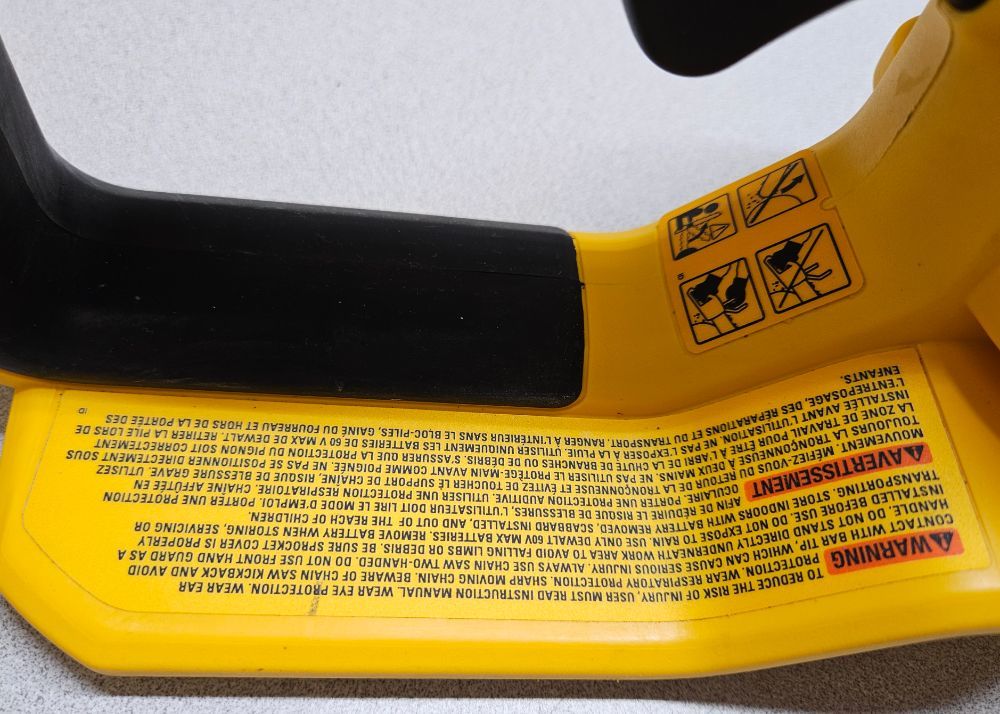 WARNING TO REDUCE THE RISK OF INJURY, USER MUST READ INSTRUCTION MANUAL. WEAR EYE PROTECTION. WEAR EAR
PROTECTION. WEAR RESPIRATORY PROTECTION. SHARP MOVING CHAIN. BEWARE OF CHAIN SAW KICKBACK AND AVOID
CONTACT WITH BAR TIP, WHICH CAN CAUSE SERIOUS INJURY. ALWAYS USE CHAIN SAW TWO-HANDED. DO NOT USE FRONT HAND GUARD AS A
HANDLE. DO NOT STAND DIRECTLY UNDERNEATH WORK AREA TO AVOID FALLING LIMBS OR DEBRIS. BE SURE SPROCKET COVER IS PROPERLY
INSTALLED BEFORE USE. DO NOT EXPOSE TO RAIN. USE ONLY DEWALT 60V MAX BATTERIES. REMOVE BATTERY WHEN STORING, SERVICING OR
TRANSPORTING. STORE INDOORS WITH BATTERY REMOVED, SCABBARD INSTALLED, AND OUT OF THE REACH OF CHILDREN.
AVERTISSEMENT AFIN DE RÉDUIRE LE RISQUE DE BLESSURES, L'UTILISATEUR DOIT LIRE LE MODE D'EMPLOI. PORTER UNE PROTECTION
OCULAIRE. PORTER UNE PROTECTION AUDITIVE. UTILISER UNE PROTECTION RESPIRATOIRE. CHAÎNE AFFÛTÉE EN
MOUVEMENT. MÉFIEZ-VOUS DU RETOUR DE LA TRONÇONNEUSE ET ÉVITEZ DE TOUCHER LE SUPPORT DE CHAÎNE, RISQUE DE BLESSURE GRAVE. UTILISEZ
TOUJOURS LA TRONÇONNEUSE À DEUX MAINS. NE PAS UTILISER LE PROTÈGE-MAIN AVANT COMME POIGNÉE. NE PAS SE POSITIONNER DIRECTEMENT SOUS
LA ZONE DE TRAVAIL POUR ÊTRE À L'ABRI DE LA CHUTE DE BRANCHES OU DE DÉBRIS. S'ASSURER QUE LA PROTECTION DU PIGNON SOIT CORRECTEMENT
INSTALLÉE AVANT L'UTILISATION. NE PAS L'EXPOSER À LA PLUIE. UTILISER UNIQUEMENT LES BATTERIES DE 60 V MAX DE DEWALT. RETIRER LA PILE LORS DE
L'ENTREPOSAGE, DES RÉPARATIONS ET DU TRANSPORT. RANGER À L'INTÉRIEUR SANS LE BLOC-PILES, GAINÉ DU FOURREAU ET HORS DE LA PORTÉE DES
ENFANTS.
ID
ID